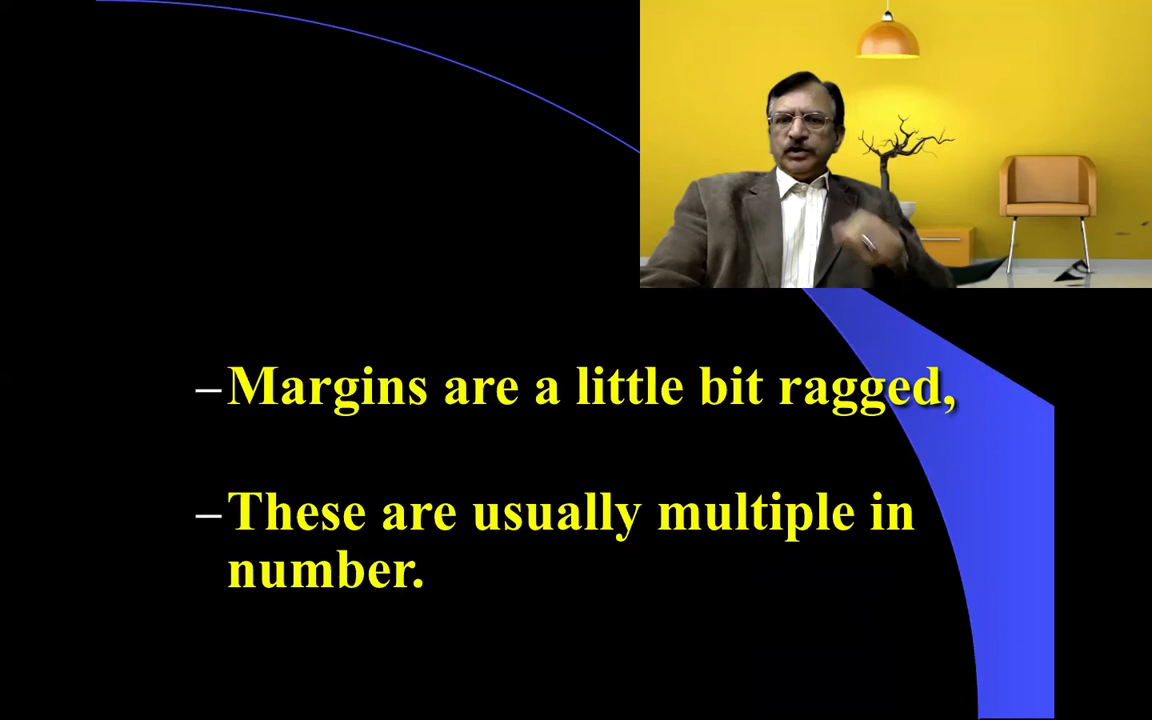 –Margins are a little bit ragged,
–These are usually multiple in
number.